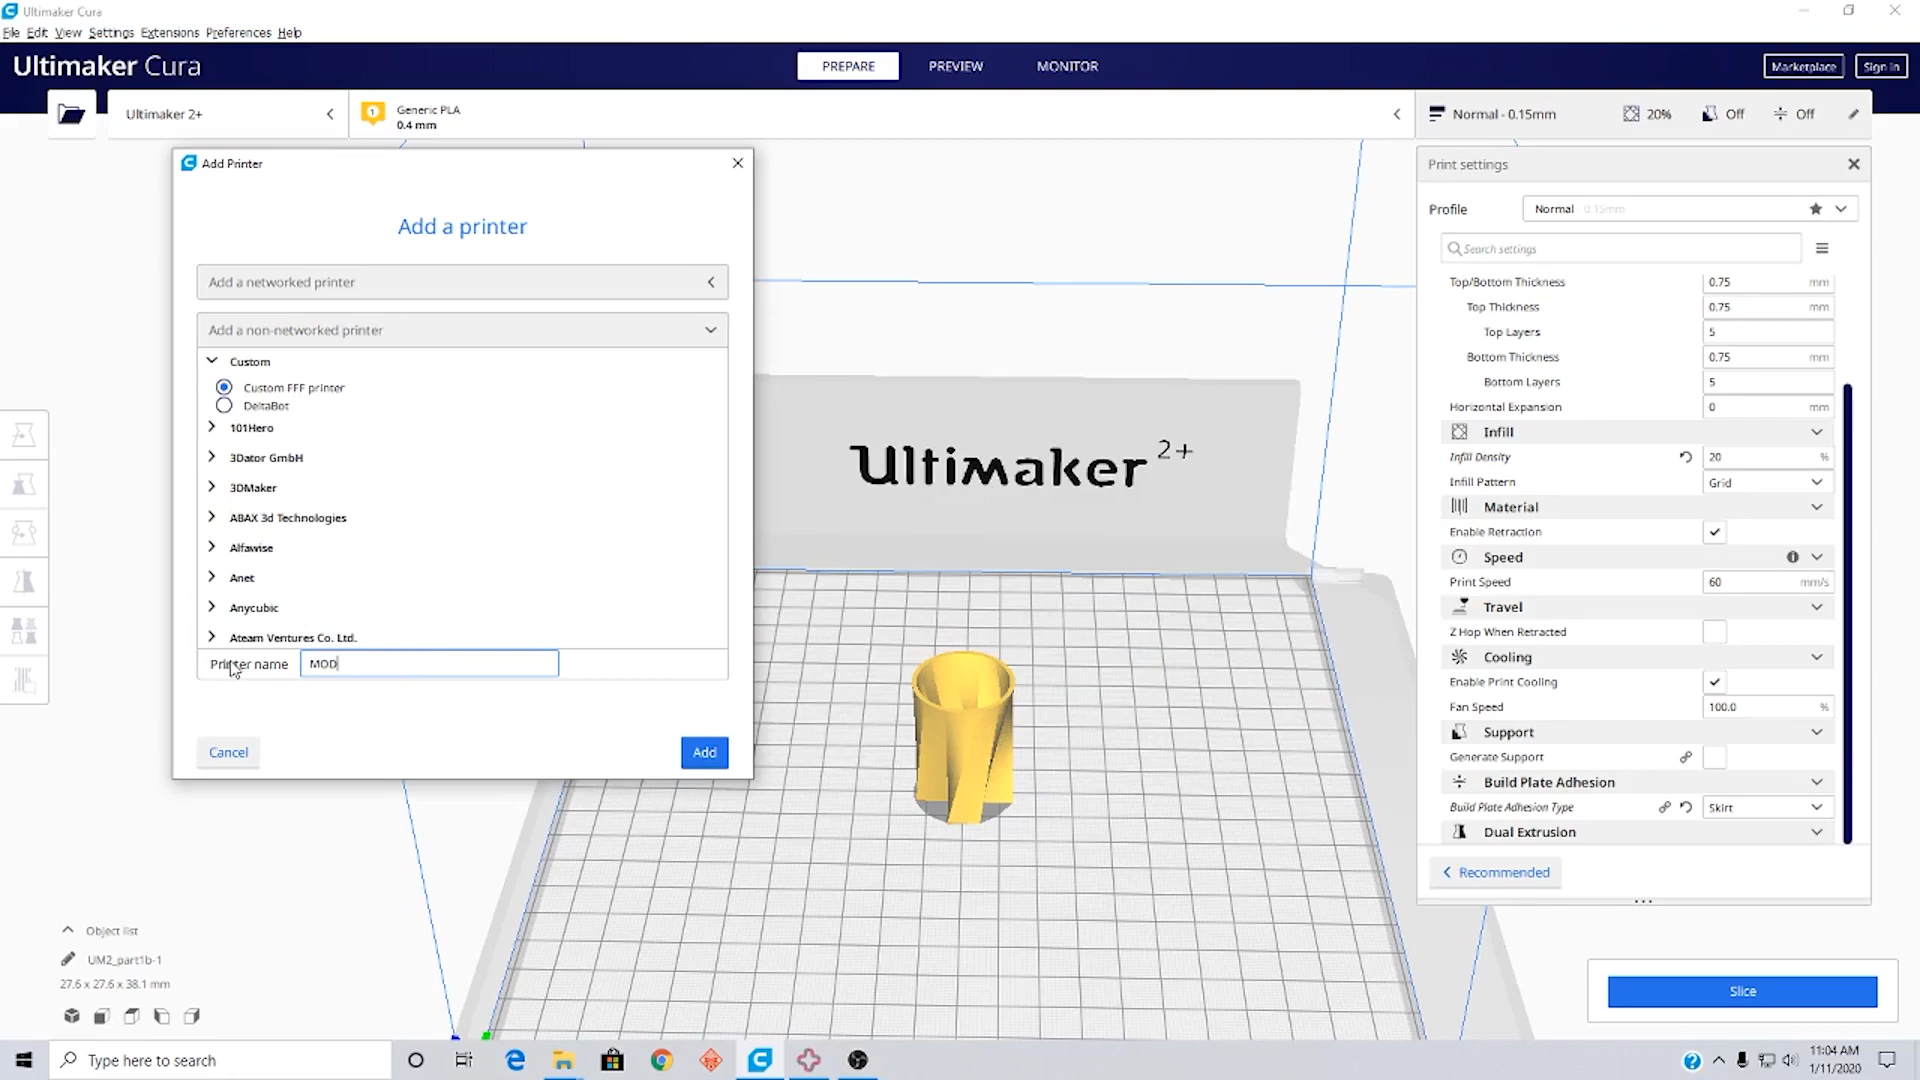 Ultimaker Cura
File Edit View Settings Extensions Preferences Help
Ultimaker Cura
PREPARE
PREVIEW
MONITOR
Marketplace
Sign in
Ultimaker 2+
1
Generic PLA
0.4 mm
Normal - 0.15mm
20%
Off
Off
Add Printer
Add a printer
Add a networked printer
Add a non-networked printer
Custom
Custom FFF printer
DeltaBot
101Hero
3Dator GmbH
3DMaker
ABAX 3d Technologies
Alfawise
Anet
Anycubic
Ateam Ventures Co. Ltd.
Printer name MOD
Cancel
Add
Ultimaker 2+
Print settings
Profile Normal 0.15mm
Search settings
Top/Bottom Thickness 0.75 mm
Top Thickness 0.75 mm
Top Layers 5
Bottom Thickness 0.75 mm
Bottom Layers 5
Horizontal Expansion 0 mm
Infill
Infill Density 20 %
Infill Pattern Grid
Material
Enable Retraction
Speed
Print Speed 60 mm/s
Travel
Z Hop When Retracted
Cooling
Enable Print Cooling
Fan Speed 100.0 %
Support
Generate Support
Build Plate Adhesion
Build Plate Adhesion Type Skirt
Dual Extrusion
Recommended
Object list
UM2_part1b-1
27.6 x 27.6 x 38.1 mm
Slice
Type here to search
11:04 AM
1/11/2020